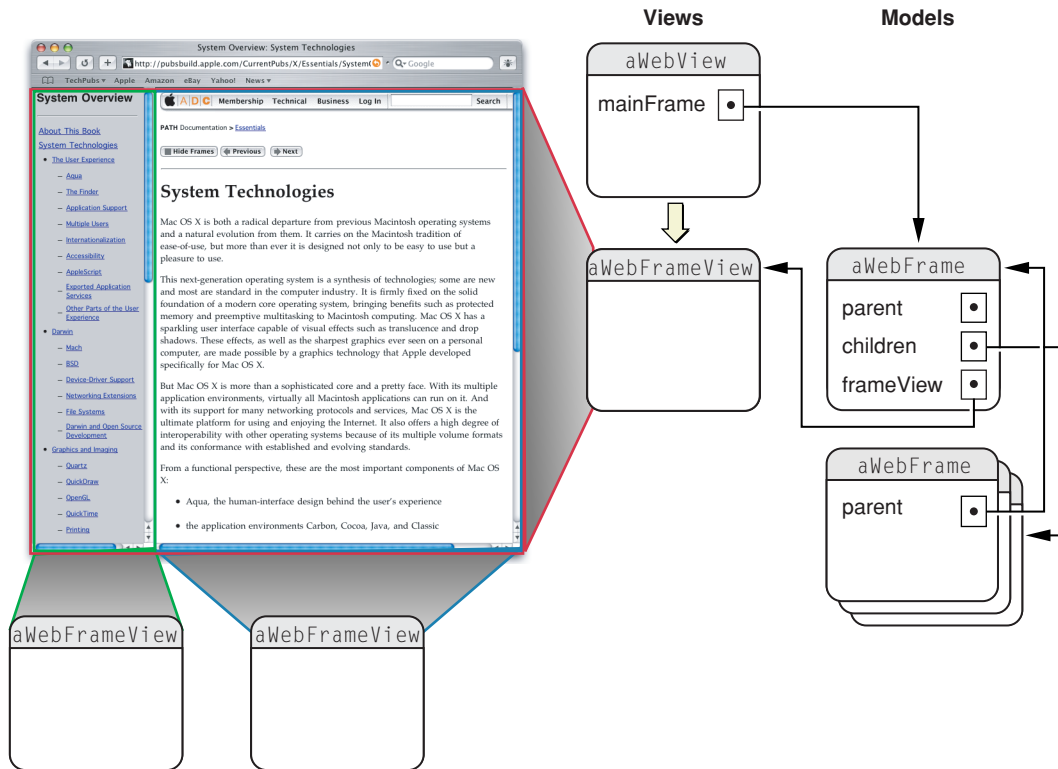 Views
Models
System Overview: System Technologies
http://pubsbuild.apple.com/CurrentPubs/X/Essentials/System
Google
TechPubs Apple Amazon eBay Yahoo! News
System Overview
About This Book
System Technologies
• The User Experience
– Aqua
– The Finder
– Application Support
– Multiple Users
– Internationalization
– Accessibility
– AppleScript
– Exported Application
Services
– Other Parts of the User
Experience
• Darwin
– Mach
– BSD
– Device-Driver Support
– Networking Extensions
– File Systems
– Darwin and Open Source
Development
• Graphics and Imaging
– Quartz
– QuickDraw
– OpenGL
– QuickTime
– Printing
ADC Membership Technical Business Log In Search
PATH Documentation > Essentials
Hide Frames Previous Next
System Technologies
Mac OS X is both a radical departure from previous Macintosh operating systems
and a natural evolution from them. It carries on the Macintosh tradition of
ease-of-use, but more than ever it is designed not only to be easy to use but a
pleasure to use.
This next-generation operating system is a synthesis of technologies; some are new
and most are standard in the computer industry. It is firmly fixed on the solid
foundation of a modern core operating system, bringing benefits such as protected
memory and preemptive multitasking to Macintosh computing. Mac OS X has a
sparkling user interface capable of visual effects such as translucence and drop
shadows. These effects, as well as the sharpest graphics ever seen on a personal
computer, are made possible by a graphics technology that Apple developed
specifically for Mac OS X.
But Mac OS X is more than a sophisticated core and a pretty face. With its multiple
application environments, virtually all Macintosh applications can run on it. And
with its support for many networking protocols and services, Mac OS X is the
ultimate platform for using and enjoying the Internet. It also offers a high degree of
interoperability with other operating systems because of its multiple volume formats
and its conformance with established and evolving standards.
From a functional perspective, these are the most important components of Mac OS
X:
• Aqua, the human-interface design behind the user's experience
• the application environments Carbon, Cocoa, Java, and Classic
aWebView
mainFrame
aWebFrameView
aWebFrame
parent
children
frameView
aWebFrame
parent
aWebFrameView
aWebFrameView